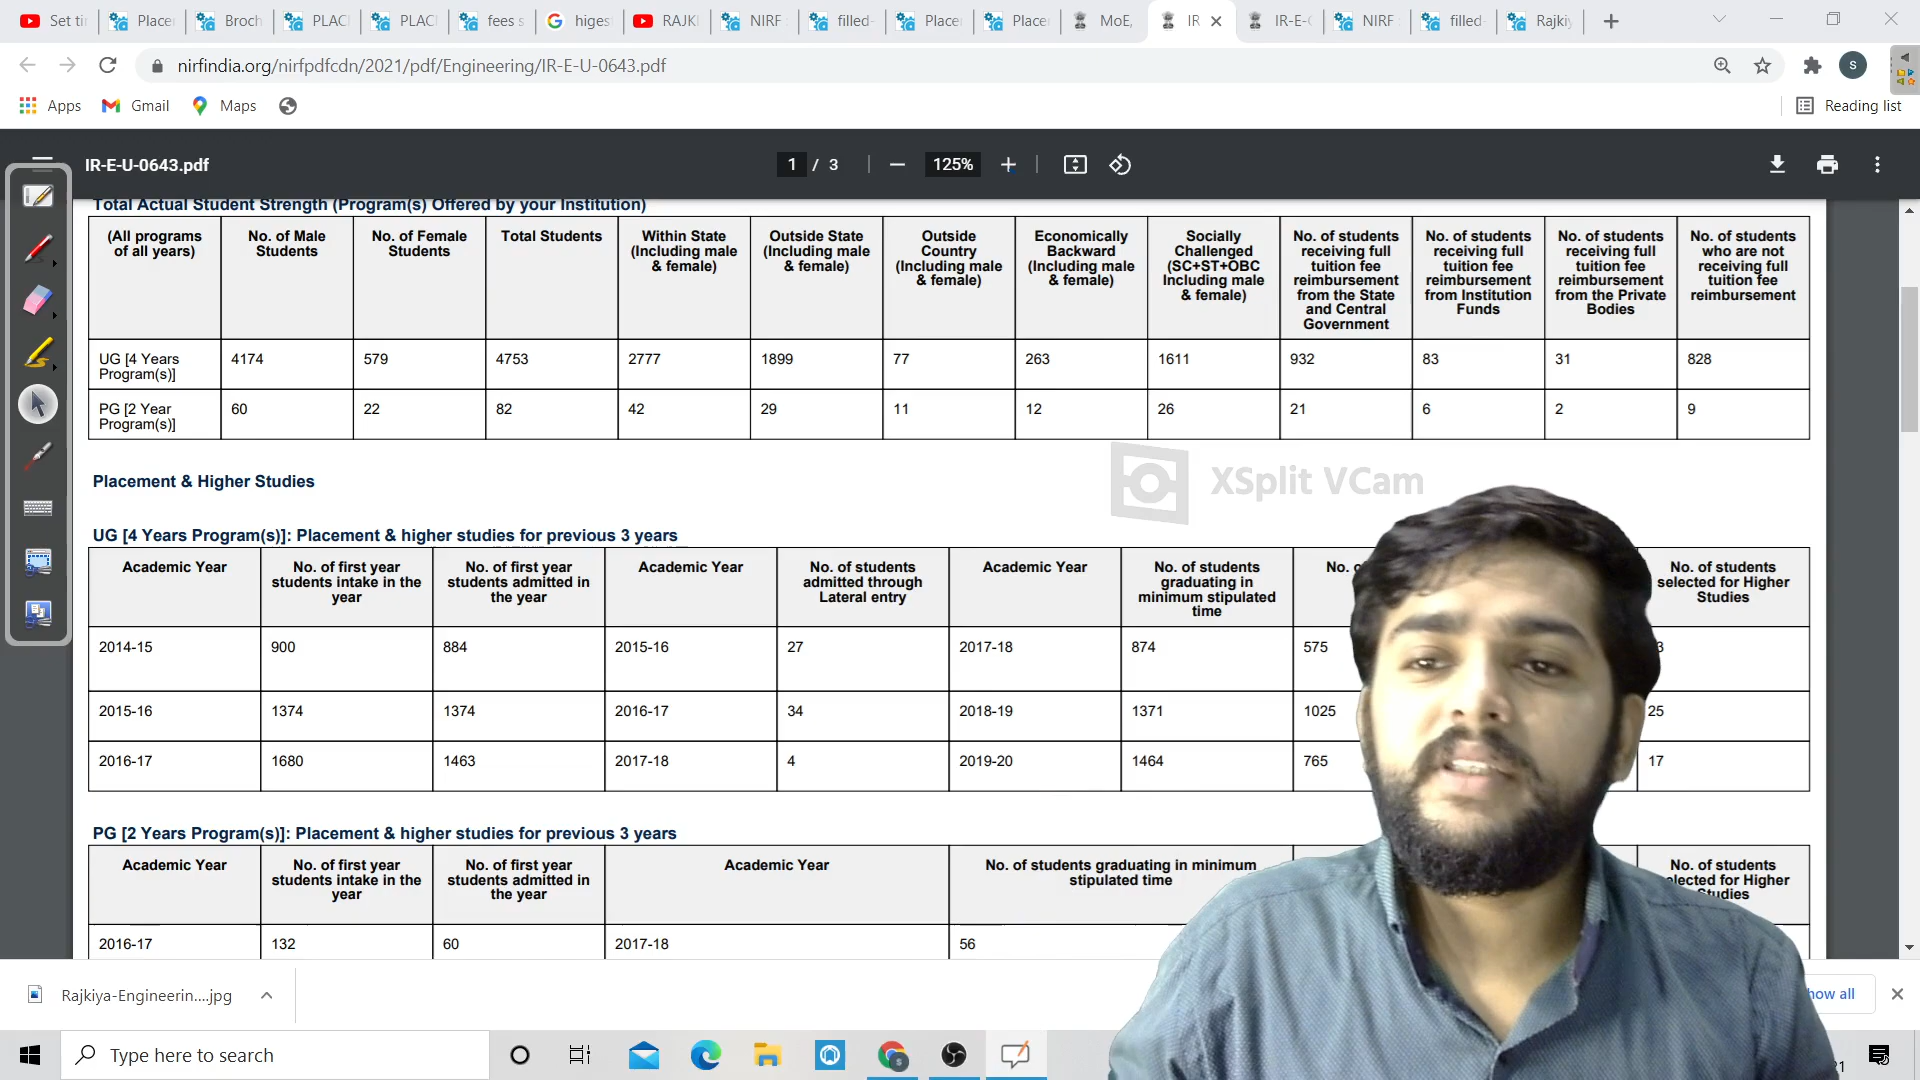 Set ti
Place
Broch
PLAC
PLAC
fees s
higes
RAJKI
NIRF
filled-
Place
Place
MoE,
IR
IR-E-
NIRF
filled-
Rajkiy
nirfindia.org/nirfpdfcdn/2021/pdf/Engineering/IR-E-U-0643.pdf
S
Apps
Gmail
Maps
Reading list
IR-E-U-0643.pdf
1 / 3
125%
Total Actual Student Strength (Program(s) Offered by your Institution)
(All programs of all years) No. of Male Students No. of Female Students Total Students Within State (Including male & female) Outside State (Including male & female) Outside Country (Including male & female) Economically Backward (Including male & female) Socially Challenged (SC+ST+OBC Including male & female) No. of students receiving full tuition fee reimbursement from the State and Central Government No. of students receiving full tuition fee reimbursement from Institution Funds No. of students receiving full tuition fee reimbursement from the Private Bodies No. of students who are not receiving full tuition fee reimbursement
UG [4 Years Program(s)] 4174 579 4753 2777 1899 77 263 1611 932 83 31 828
PG [2 Year Program(s)] 60 22 82 42 29 11 12 26 21 6 2 9
XSplit VCam
Placement & Higher Studies
UG [4 Years Program(s)]: Placement & higher studies for previous 3 years
Academic Year No. of first year students intake in the year No. of first year students admitted in the year Academic Year No. of students admitted through Lateral entry Academic Year No. of students graduating in minimum stipulated time No. students selected for Higher Studies
2014-15 900 884 2015-16 27 2017-18 874 575 3
2015-16 1374 1374 2016-17 34 2018-19 1371 1025 25
2016-17 1680 1463 2017-18 4 2019-20 1464 765 17
PG [2 Years Program(s)]: Placement & higher studies for previous 3 years
Academic Year No. of first year students intake in the year No. of first year students admitted in the year Academic Year No. of students graduating in minimum stipulated time No. of students lected for Higher Studies
2016-17 132 60 2017-18 56
Rajkiya-Engineerin....jpg
how all
Type here to search